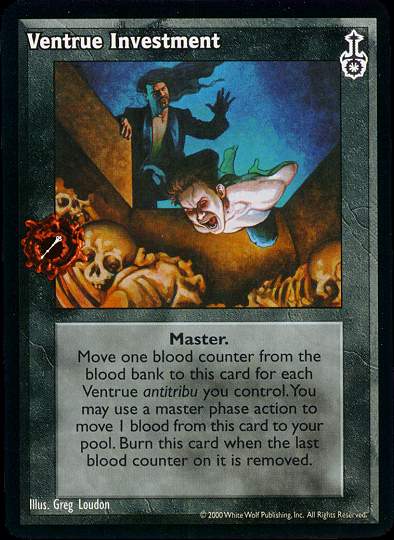 Ventrue Investment
Master.
Move one blood counter from the
blood bank to this card for each
Ventrue antitribu you control. You
may use a master phase action to
move 1 blood from this card to your
pool. Burn this card when the last
blood counter on it is removed.
Illus. Greg Loudon
© 2000 White Wolf Publishing, Inc. All Rights Reserved.